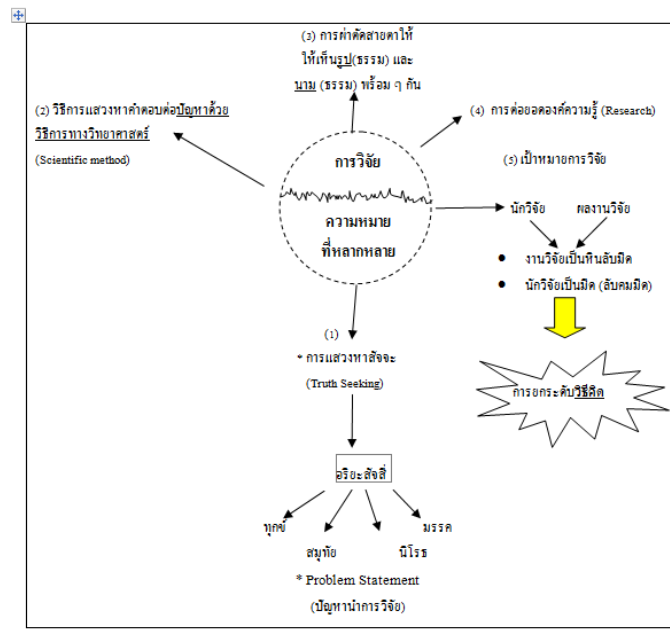 (3) การผ่าตัดสายตาให้
ให้เห็นรูป(ธรรม) และ
นาม (ธรรม) พร้อม ๆ กัน
(2) วิธีการแสวงหาคำตอบต่อปัญหาด้วย
วิธีการทางวิทยาศาสตร์
(Scientific method)
(4) การต่อยอดองค์ความรู้ (Research)
การวิจัย
ความหมาย
ที่หลากหลาย
(5) เป้าหมายการวิจัย
นักวิจัย ผลงานวิจัย
● งานวิจัยเป็นหินลับมีด
● นักวิจัยเป็นมีด (ลับคมมีด)
การยกระดับวิธีคิด
(1)
* การแสวงหาสัจจะ
(Truth Seeking)
อริยะสัจสี่
ทุกข์ มรรค
สมุทัย นิโรธ
* Problem Statement
(ปัญหานำการวิจัย)